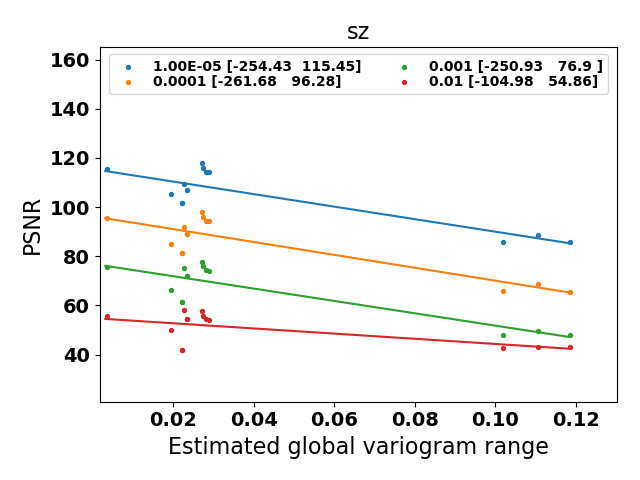 sz
1.00E-05 [-254.43  115.45]
0.0001 [-261.68   96.28]
0.001 [-250.93   76.9 ]
0.01 [-104.98   54.86]
160
140
120
100
80
60
40
PSNR
0.02 0.04 0.06 0.08 0.10 0.12
Estimated global variogram range